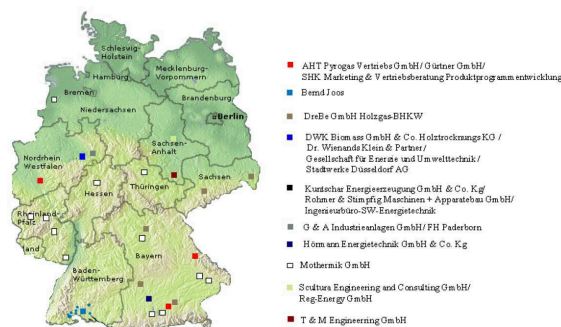 Schleswig-
Holstein
Mecklenburg-
Vorpommern
Hamburg
Bremen
Niedersachsen
Brandenburg
Berlin
Sachsen-
Anhalt
Nordrhein
Westfalen
Sachsen
Thüringen
Hessen
Rheinland-
Pfalz
land
Bayern
Baden-
Württemberg
AHT Pyrogas Vertriebs GmbH/ Gürtner GmbH/
SHK Marketing & Vertriebsberatung Produktprogrammentwicklung
Bernd Joos
DreBe GmbH Holzgas-BHKW
DWK Biomass GmbH & Co. Holztrocknungs KG /
Dr. Wienands Klein & Partner/
Gesellschaft für Energie und Umwelttechnik/
Stadtwerke Düsseldorf AG
Kuntschar Energieerzeugung GmbH & Co. Kg/
Rohmer & Stimpfig Maschinen + Apparatebau GmbH/
Ingenieurbüro-SW-Energietechnik
G & A Industrieanlagen GmbH/ FH Paderborn
Hörmann Energietechnik GmbH & Co. Kg
Mothermik GmbH
Scultura Engineering and Consulting GmbH/
Reg-Energy GmbH
T & M Engineerring GmbH